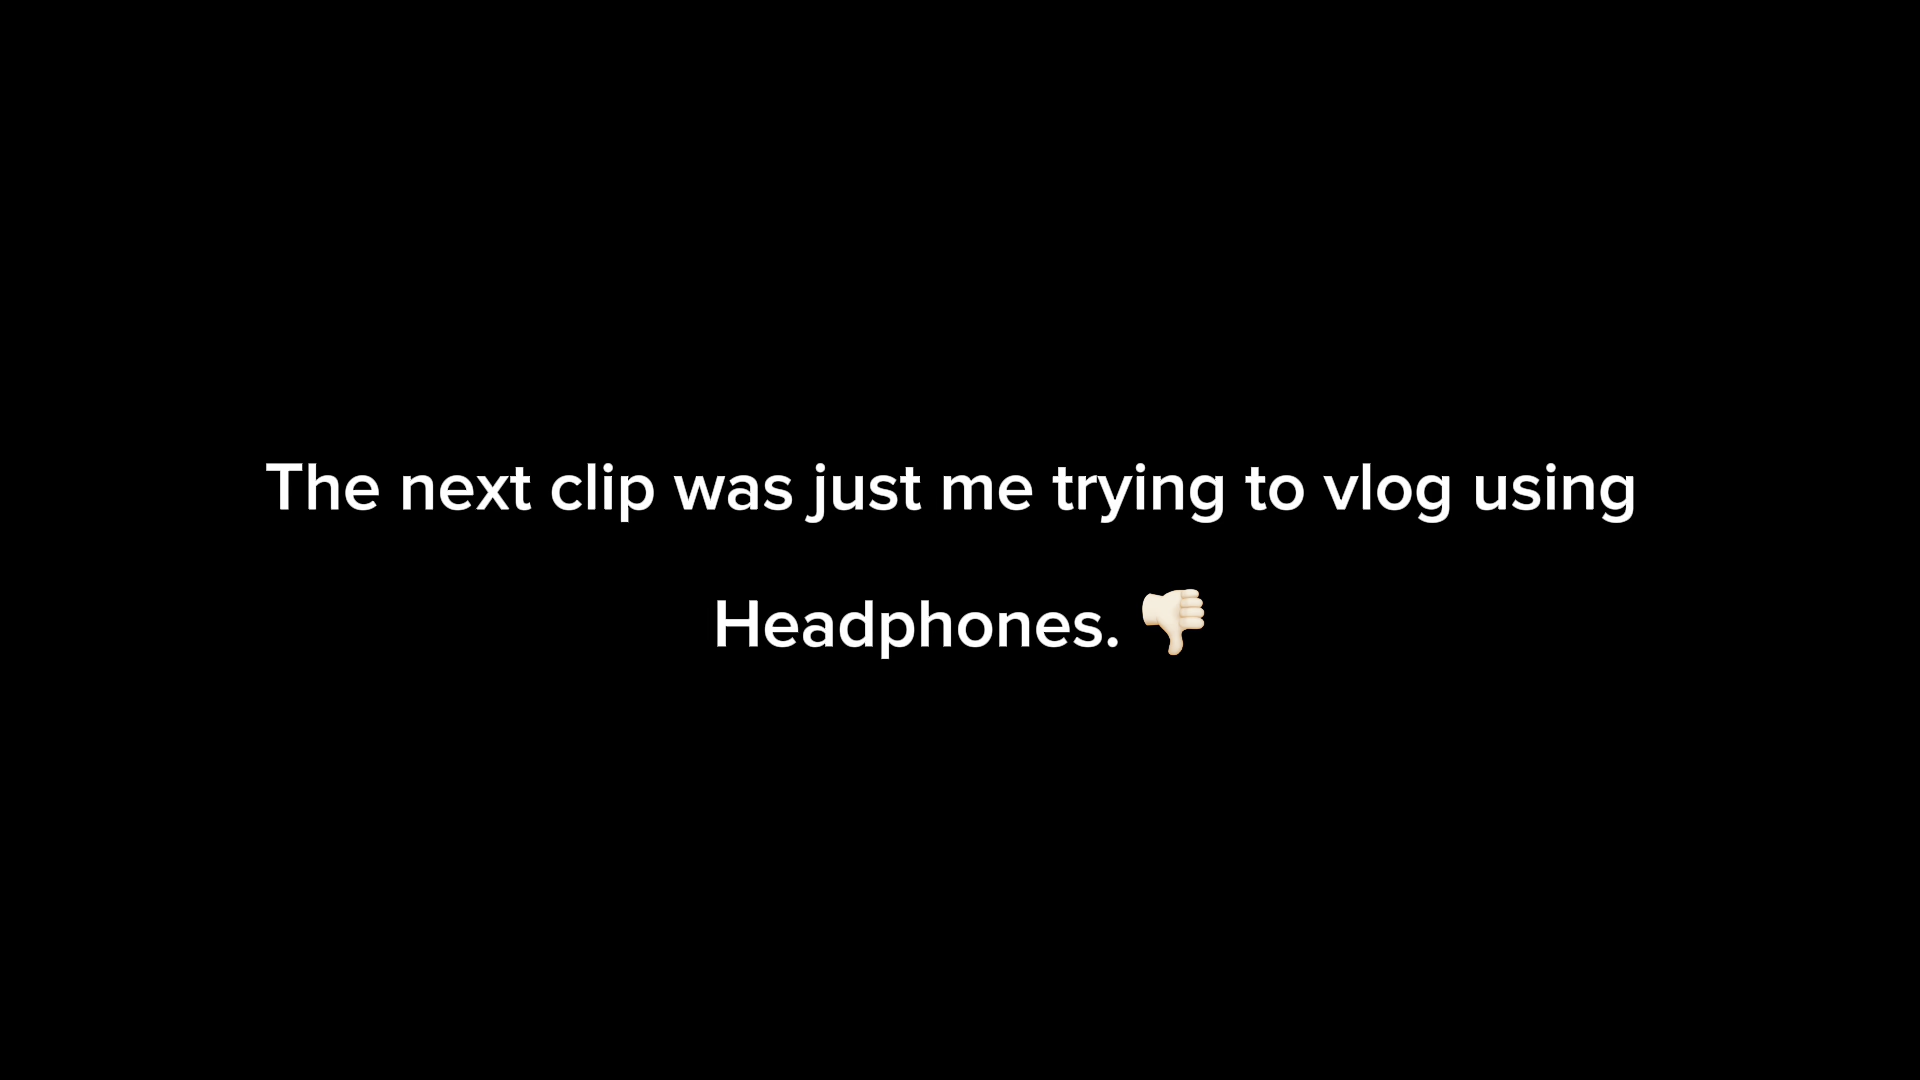 The next clip was just me trying to vlog using
Headphones. 👎🏻